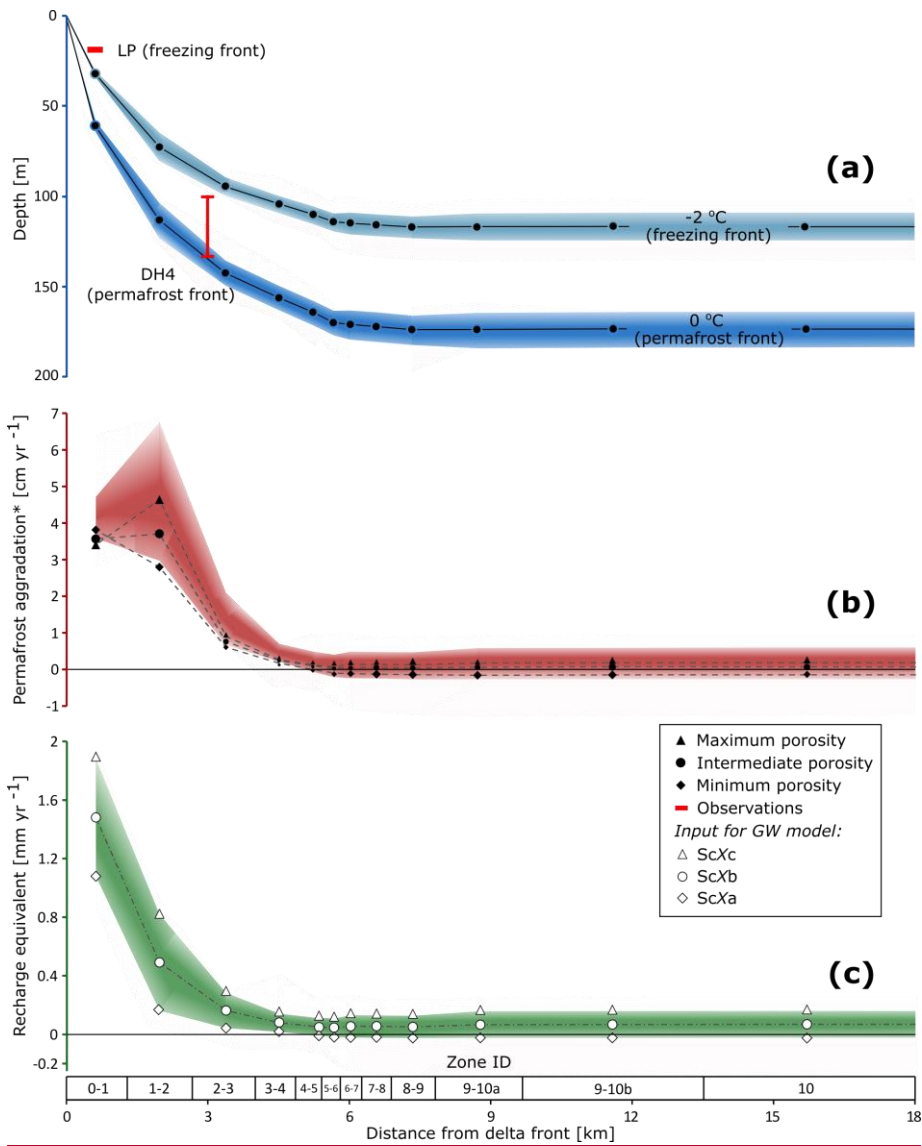 0
50
100
150
200
Depth [m]
LP (freezing front)
(a)
-2 °C
(freezing front)
DH4
(permafrost front)
0 °C
(permafrost front)
7
6
5
4
3
2
1
0
-1
Permafrost aggradation* [cm yr -1]
(b)
Maximum porosity
Intermediate porosity
Minimum porosity
Observations
Input for GW model:
ScXc
ScXb
ScXa
2
1.6
1.2
0.8
0.4
0
-0.2
Recharge equivalent [mm yr -1]
(c)
Zone ID
0-1 1-2 2-3 3-4 4-5 5-6 6-7 7-8 8-9 9-10a 9-10b 10
0 3 6 9 12 15 18
Distance from delta front [km]